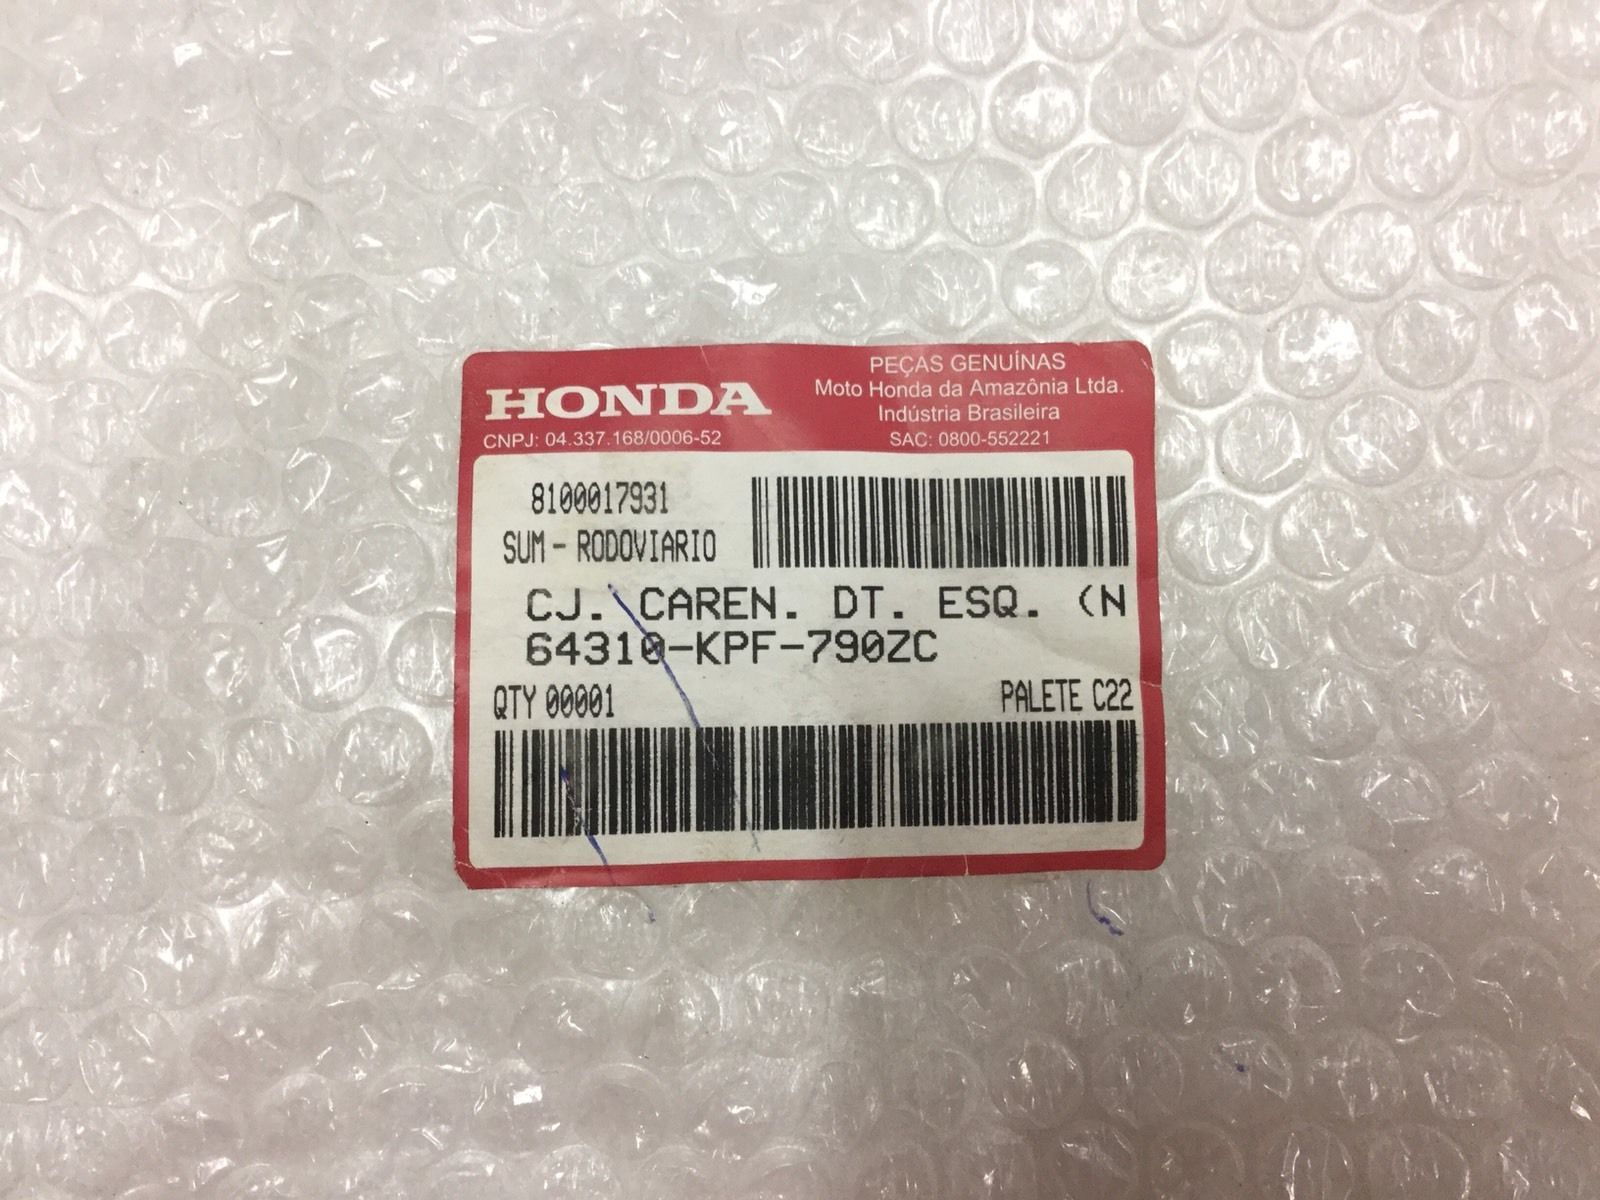 HONDA
CNPJ: 04.337.168/0006-52
PEÇAS GENUÍNAS
Moto Honda da Amazônia Ltda.
Indústria Brasileira
SAC: 0800-552221
8100017931
SUM - RODOVIARIO
CJ. CAREN. DT. ESQ. (N
64310-KPF-790ZC
QTY 00001
PALETE C22